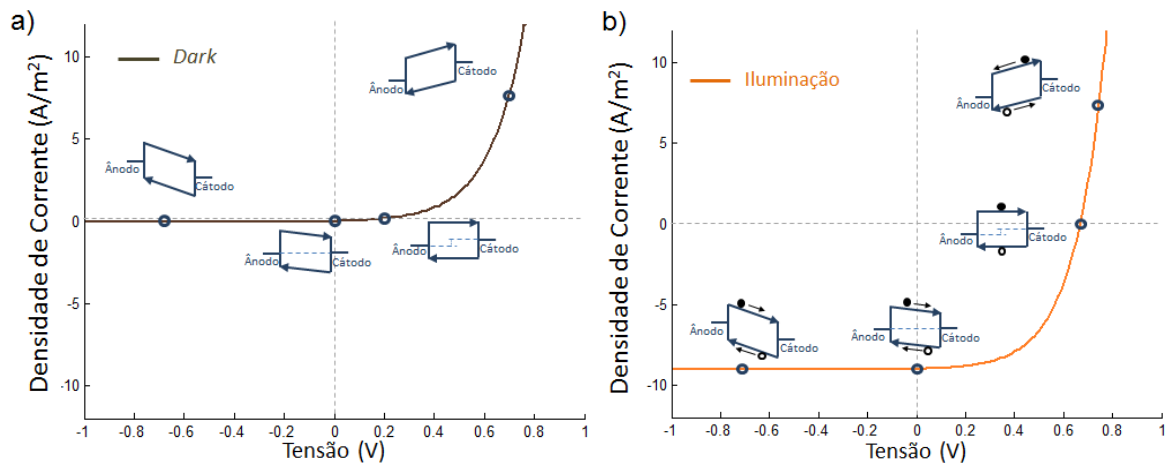 a)
Densidade de Corrente (A/m²)
10
5
0
-5
-10
Dark
Ânodo
Cátodo
Ânodo
Cátodo
Ânodo
Cátodo
Ânodo
Cátodo
-1 -0.8 -0.6 -0.4 -0.2 0 0.2 0.4 0.6 0.8 1
Tensão (V)
b)
Densidade de Corrente (A/m²)
10
5
0
-5
-10
Iluminação
Ânodo
Cátodo
Ânodo
Cátodo
Ânodo
Cátodo
Ânodo
Cátodo
-1 -0.8 -0.6 -0.4 -0.2 0 0.2 0.4 0.6 0.8 1
Tensão (V)